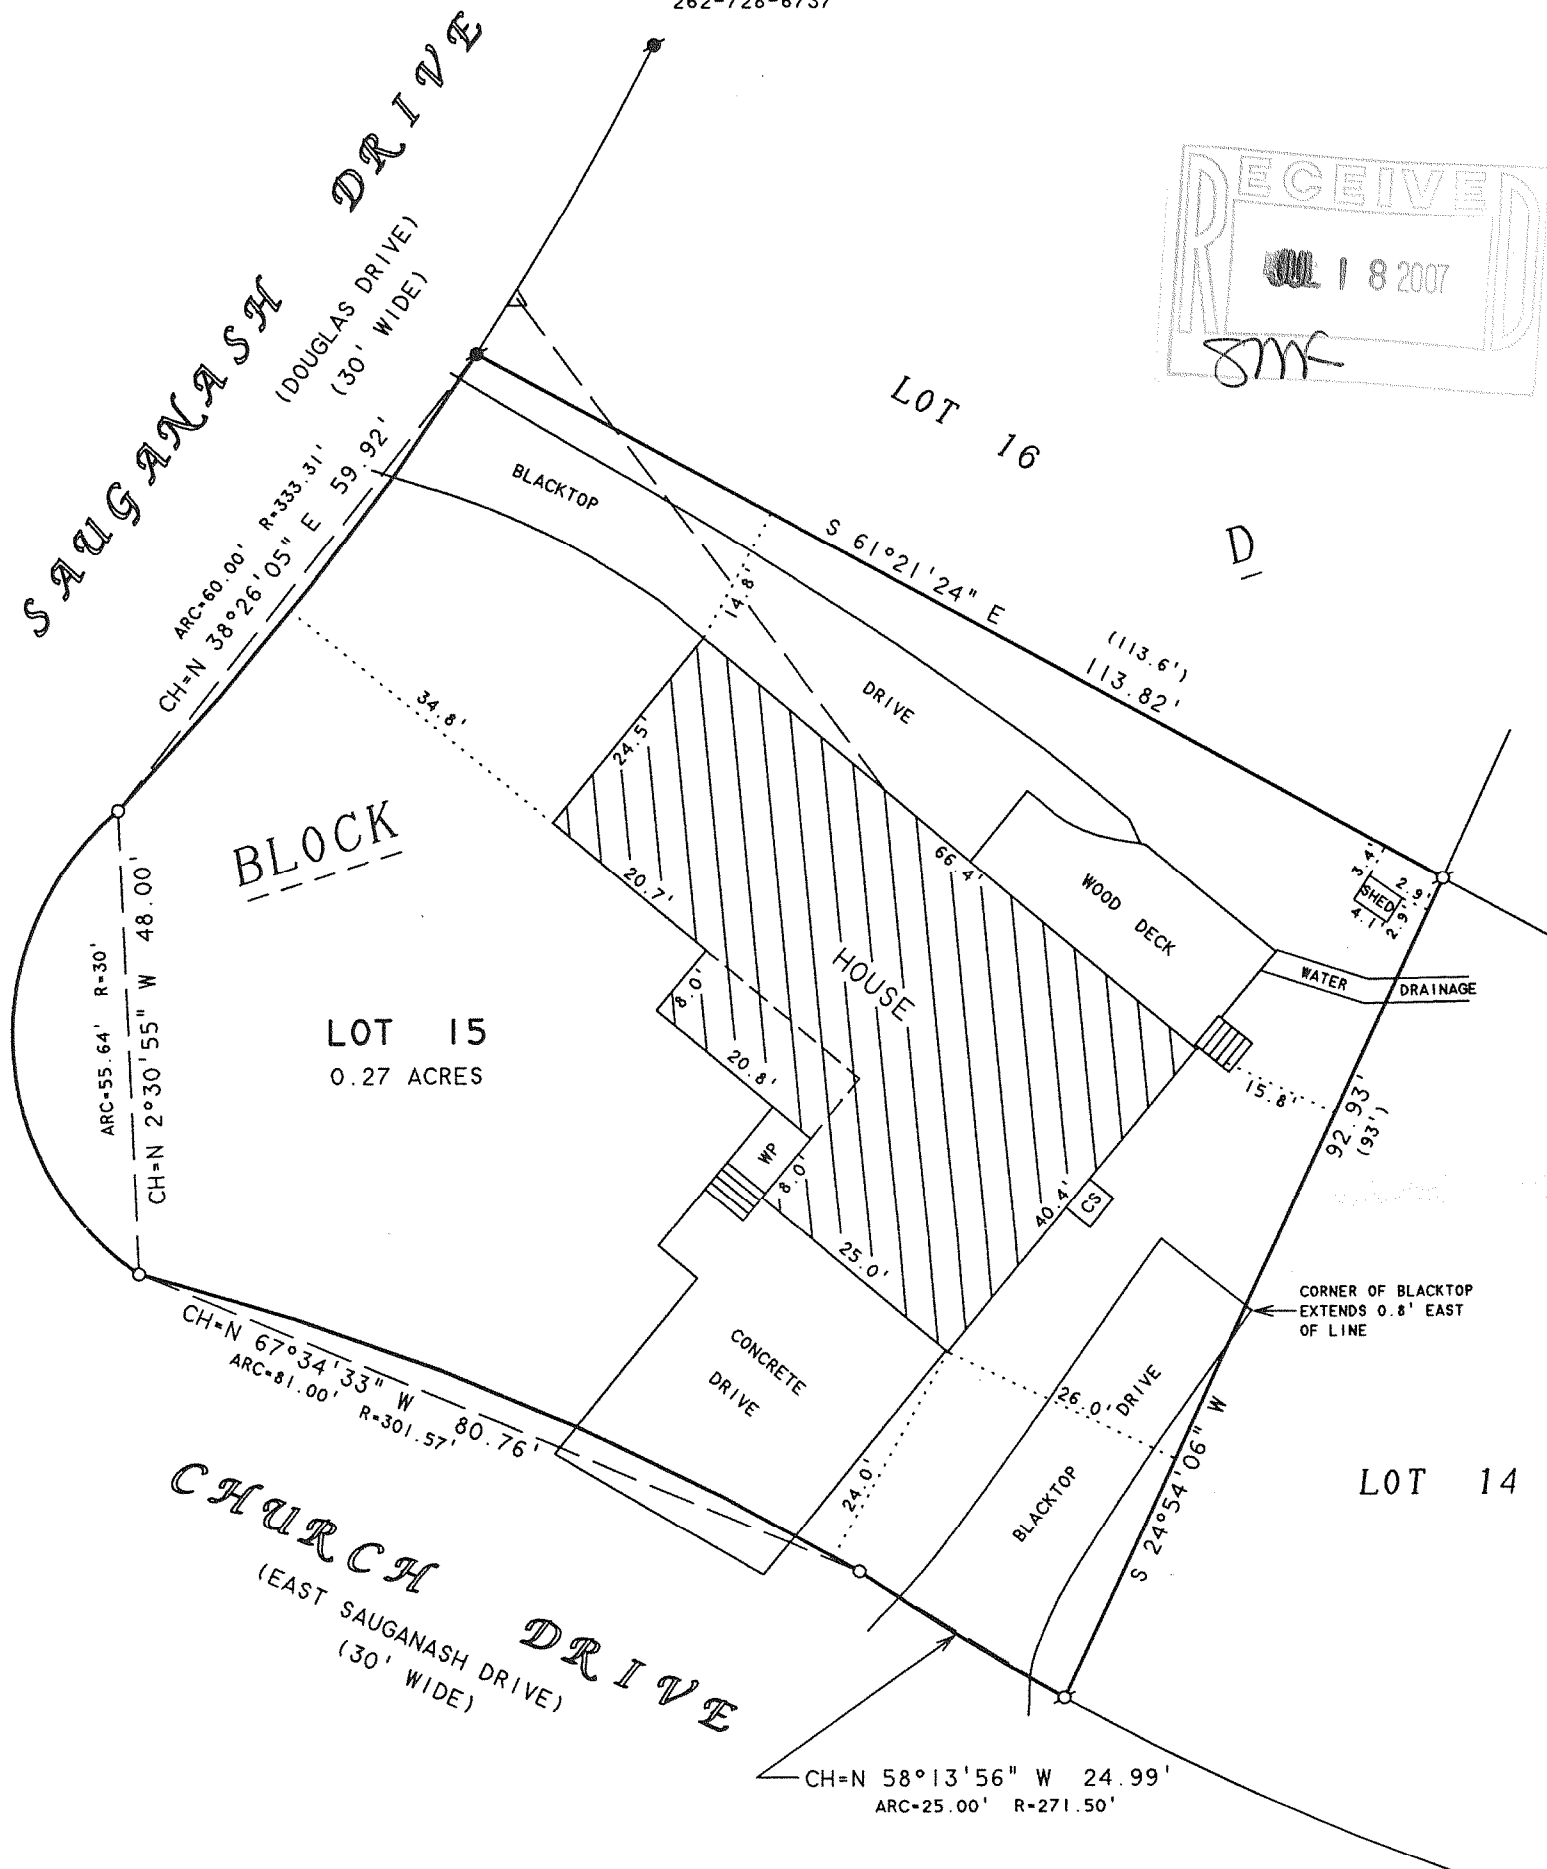 262-728-6737
SAUGANASH DRIVE
(DOUGLAS DRIVE)
(30' WIDE)
RECEIVED
JUL 18 2007
LOT 16
D
ARC=60.00' R=333.31'
CH=N 38°26'05" E 59.92'
BLACKTOP
DRIVE
14.8'
S 61°21'24" E
(113.6')
113.82'
34.8'
24.5'
20.7'
66.4'
WOOD DECK
3.4'
2.9'
SHED
4.1'
2.9'
WATER
DRAINAGE
BLOCK
HOUSE
8.0'
20.8'
ARC=55.64' R=30'
CH=N 2°30'55" W 48.00'
LOT 15
0.27 ACRES
15.8'
92.93'
(93')
WP
8.0'
40.4'
CS
25.0'
CORNER OF BLACKTOP
EXTENDS 0.8' EAST
OF LINE
CH=N 67°34'33" W 80.76'
ARC=81.00' R=301.57'
CONCRETE
DRIVE
26.0'
24.0'
BLACKTOP DRIVE
S 24°54'06" W
LOT 14
CHURCH DRIVE
(EAST SAUGANASH DRIVE)
(30' WIDE)
CH=N 58°13'56" W 24.99'
ARC=25.00' R=271.50'